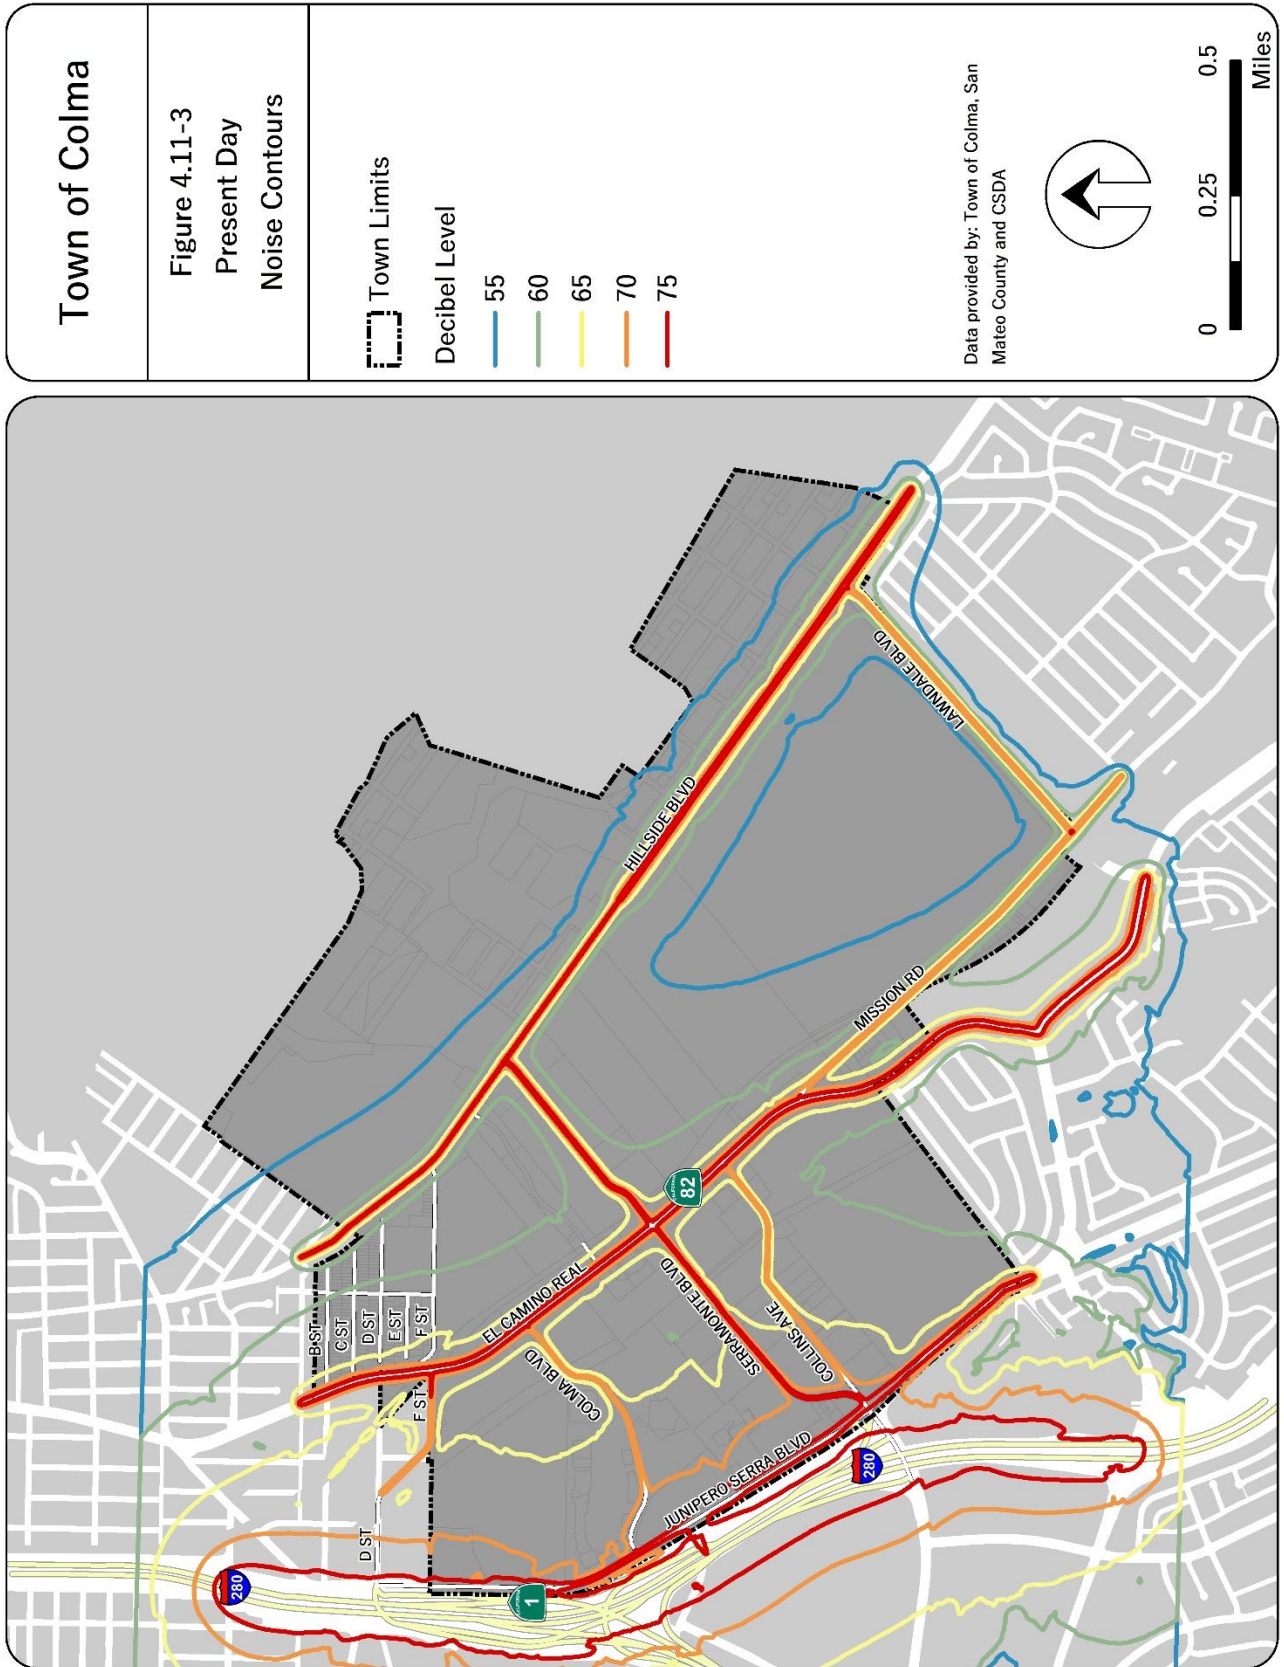 Town of Colma
Figure 4.11-3
Present Day
Noise Contours
Town Limits
Decibel Level
55
60
65
70
75
Data provided by: Town of Colma, San
Mateo County and CSDA
0
0.25
0.5
Miles
B ST
C ST
D ST
E ST
F ST
F ST
D ST
EL CAMINO REAL
COLMA BLVD
SERRAMONTE BLVD
COLLINS AVE
JUNIPERO SERRA BLVD
HILLSIDE BLVD
LAWNDALE BLVD
MISSION RD
82
280
280
1